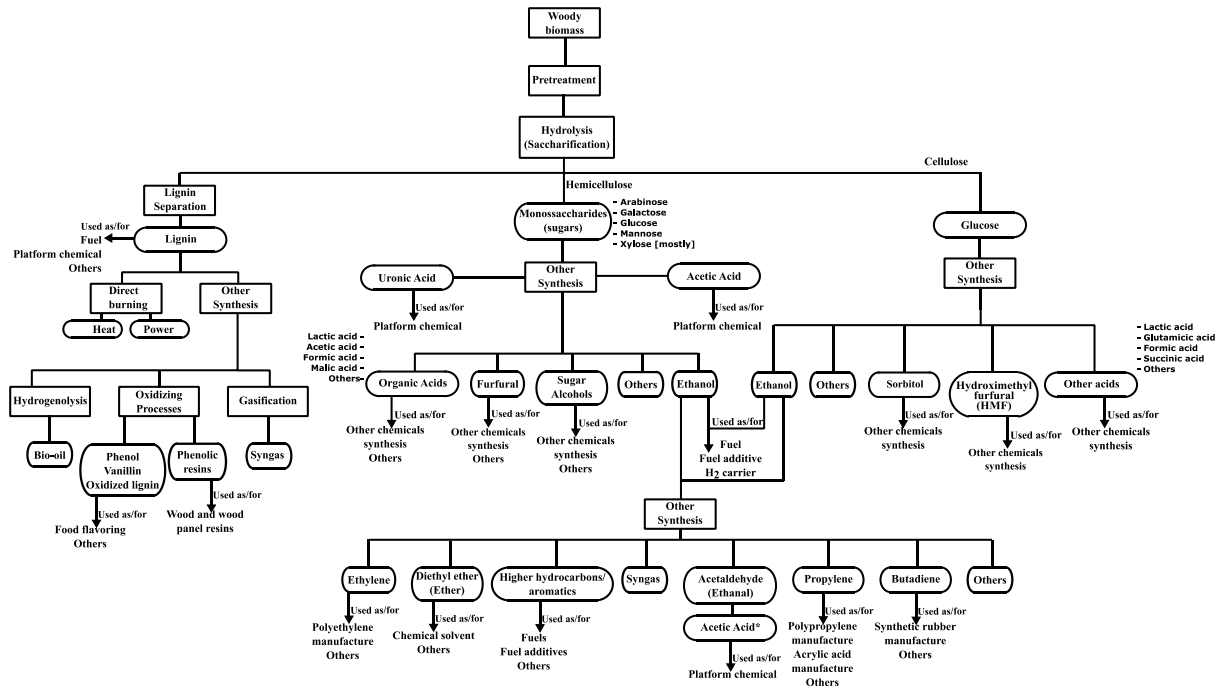 Woody
biomass
Pretreatment
Hydrolysis
(Saccharification)
Cellulose
Hemicellulose
Lignin
Separation
Used as/for
Fuel
Platform chemical
Others
Lignin
Direct
burning
Heat
Power
Other
Synthesis
Hydrogenolysis
Oxidizing
Processes
Gasification
Bio-oil
Phenol
Vanillin
Oxidized lignin
Phenolic
resins
Syngas
Used as/for
Food flavoring
Others
Used as/for
Wood and wood
panel resins
Monossaccharides
(sugars)
- Arabinose
- Galactose
- Glucose
- Mannose
- Xylose [mostly]
Uronic Acid
Other
Synthesis
Acetic Acid
Used as/for
Platform chemical
Used as/for
Platform chemical
Lactic acid -
Acetic acid -
Formic acid -
Malic acid -
Others -
Organic Acids
Furfural
Sugar
Alcohols
Others
Ethanol
Used as/for
Other chemicals
synthesis
Others
Used as/for
Other chemicals
synthesis
Others
Used as/for
Other chemicals
synthesis
Others
Glucose
Other
Synthesis
Ethanol
Others
Sorbitol
Hydroximethyl
furfural
(HMF)
Other acids
- Lactic acid
- Glutamicic acid
- Formic acid
- Succinic acid
- Others
Used as/for
Fuel
Fuel additive
H2 carrier
Used as/for
Other chemicals
synthesis
Used as/for
Other chemicals
synthesis
Used as/for
Other chemicals
synthesis
Other
Synthesis
Ethylene
Diethyl ether
(Ether)
Higher hydrocarbons/
aromatics
Syngas
Acetaldehyde
(Ethanal)
Propylene
Butadiene
Others
Used as/for
Polyethylene
manufacture
Others
Used as/for
Chemical solvent
Others
Used as/for
Fuels
Fuel additives
Others
Acetic Acid*
Used as/for
Platform chemical
Used as/for
Polypropylene
manufacture
Acrylic acid
manufacture
Others
Used as/for
Synthetic rubber
manufacture
Others